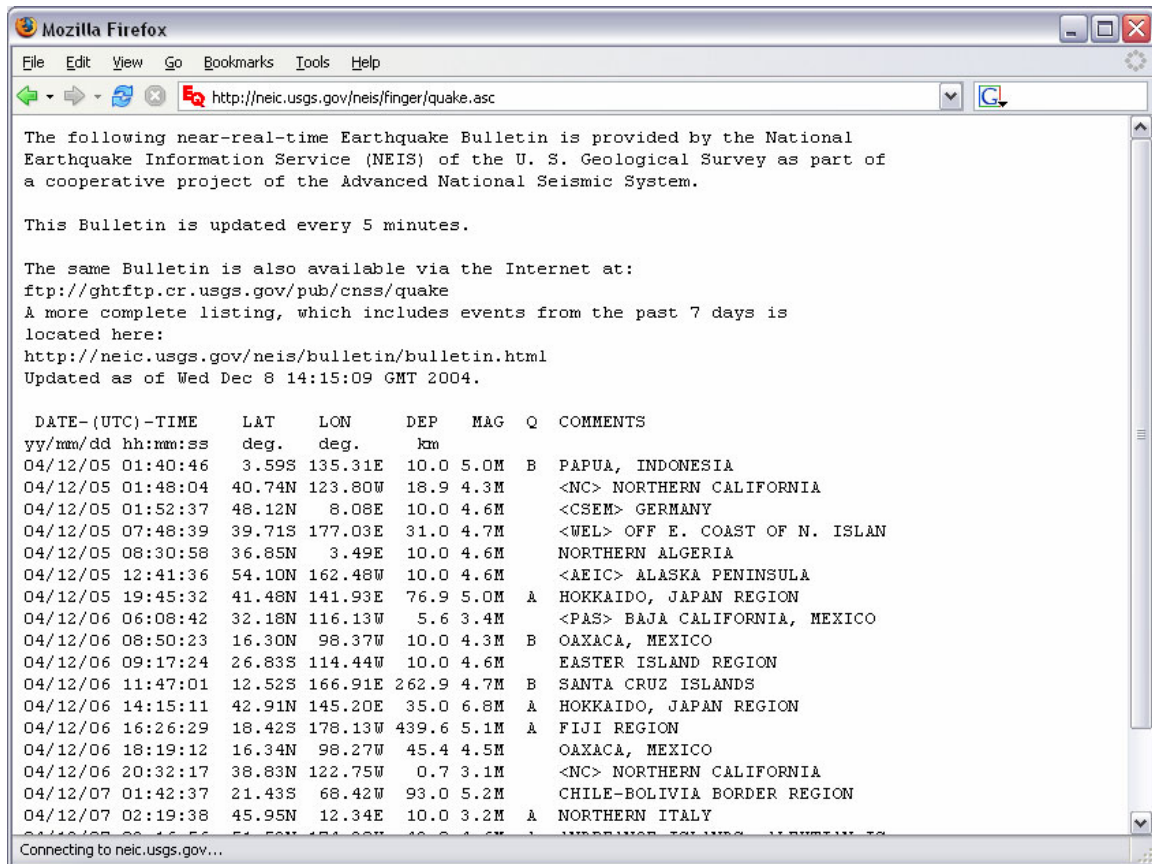 Mozilla Firefox
File Edit View Go Bookmarks Tools Help
EQ http://neic.usgs.gov/neis/finger/quake.asc G
The following near-real-time Earthquake Bulletin is provided by the National
Earthquake Information Service (NEIS) of the U. S. Geological Survey as part of
a cooperative project of the Advanced National Seismic System.
This Bulletin is updated every 5 minutes.
The same Bulletin is also available via the Internet at:
ftp://ghtftp.cr.usgs.gov/pub/cnss/quake
A more complete listing, which includes events from the past 7 days is
located here:
http://neic.usgs.gov/neis/bulletin/bulletin.html
Updated as of Wed Dec 8 14:15:09 GMT 2004.
DATE-(UTC)-TIME LAT LON DEP MAG Q COMMENTS
yy/mm/dd hh:mm:ss deg. deg. km
04/12/05 01:40:46 3.59S 135.31E 10.0 5.0M B PAPUA, INDONESIA
04/12/05 01:48:04 40.74N 123.80W 18.9 4.3M <NC> NORTHERN CALIFORNIA
04/12/05 01:52:37 48.12N 8.08E 10.0 4.6M <CSEM> GERMANY
04/12/05 07:48:39 39.71S 177.03E 31.0 4.7M <WEL> OFF E. COAST OF N. ISLAN
04/12/05 08:30:58 36.85N 3.49E 10.0 4.6M NORTHERN ALGERIA
04/12/05 12:41:36 54.10N 162.48W 10.0 4.6M <AEIC> ALASKA PENINSULA
04/12/05 19:45:32 41.48N 141.93E 76.9 5.0M A HOKKAIDO, JAPAN REGION
04/12/06 06:08:42 32.18N 116.13W 5.6 3.4M <PAS> BAJA CALIFORNIA, MEXICO
04/12/06 08:50:23 16.30N 98.37W 10.0 4.3M B OAXACA, MEXICO
04/12/06 09:17:24 26.83S 114.44W 10.0 4.6M EASTER ISLAND REGION
04/12/06 11:47:01 12.52S 166.91E 262.9 4.7M B SANTA CRUZ ISLANDS
04/12/06 14:15:11 42.91N 145.20E 35.0 6.8M A HOKKAIDO, JAPAN REGION
04/12/06 16:26:29 18.42S 178.13W 439.6 5.1M A FIJI REGION
04/12/06 18:19:12 16.34N 98.27W 45.4 4.5M OAXACA, MEXICO
04/12/06 20:32:17 38.83N 122.75W 0.7 3.1M <NC> NORTHERN CALIFORNIA
04/12/07 01:42:37 21.43S 68.42W 93.0 5.2M CHILE-BOLIVIA BORDER REGION
04/12/07 02:19:38 45.95N 12.34E 10.0 3.2M A NORTHERN ITALY
Connecting to neic.usgs.gov...